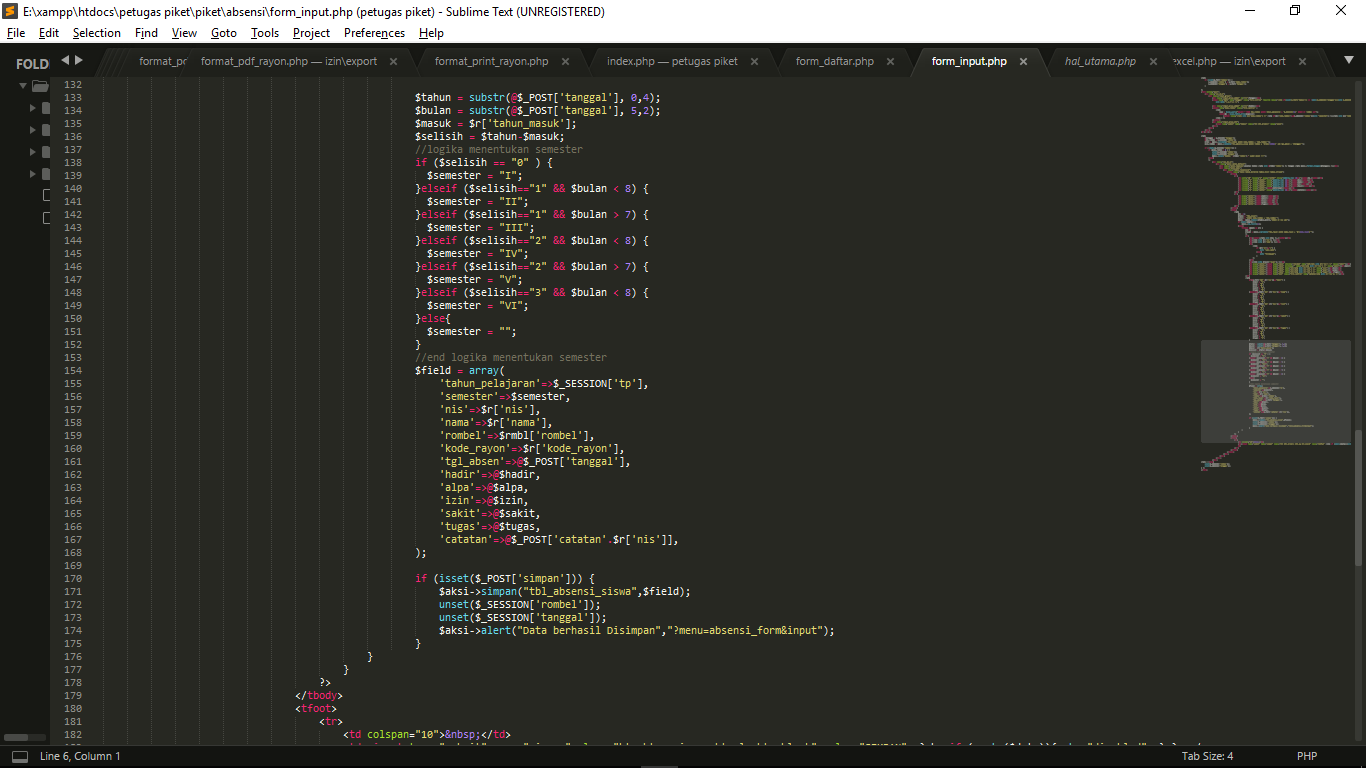 E:\xampp\htdocs\petugas piket\piket\absensi\form_input.php (petugas piket) - Sublime Text (UNREGISTERED)
File Edit Selection Find View Goto Tools Project Preferences Help
FOLD
format_pd format_pdf_rayon.php — izin\export format_print_rayon.php index.php — petugas piket form_daftar.php form_input.php hal_utama.php excel.php — izin\export
132
133 $tahun = substr(@$_POST['tanggal'], 0,4);
134 $bulan = substr(@$_POST['tanggal'], 5,2);
135 $masuk = $r['tahun_masuk'];
136 $selisih = $tahun-$masuk;
137 //logika menentukan semester
138 if ($selisih == "0" ) {
139 $semester = "I";
140 }elseif ($selisih=="1" && $bulan < 8) {
141 $semester = "II";
142 }elseif ($selisih=="1" && $bulan > 7) {
143 $semester = "III";
144 }elseif ($selisih=="2" && $bulan < 8) {
145 $semester = "IV";
146 }elseif ($selisih=="2" && $bulan > 7) {
147 $semester = "V";
148 }elseif ($selisih=="3" && $bulan < 8) {
149 $semester = "VI";
150 }else{
151 $semester = "";
152 }
153 //end logika menentukan semester
154 $field = array(
155 'tahun_pelajaran'=>$_SESSION['tp'],
156 'semester'=>$semester,
157 'nis'=>$r['nis'],
158 'nama'=>$r['nama'],
159 'rombel'=>$rmbl['rombel'],
160 'kode_rayon'=>$r['kode_rayon'],
161 'tgl_absen'=>@$_POST['tanggal'],
162 'hadir'=>@$hadir,
163 'alpa'=>@$alpa,
164 'izin'=>@$izin,
165 'sakit'=>@$sakit,
166 'tugas'=>@$tugas,
167 'catatan'=>@$_POST['catatan'.$r['nis']],
168 );
169
170 if (isset($_POST['simpan'])) {
171 $aksi->simpan("tbl_absensi_siswa",$field);
172 unset($_SESSION['rombel']);
173 unset($_SESSION['tanggal']);
174 $aksi->alert("Data berhasil Disimpan","?menu=absensi_form&input");
175 }
176 }
177 }
178 ?>
179 </tbody>
180 <tfoot>
181 <tr>
182 <td colspan="10">&nbsp;</td>
Line 6, Column 1 Tab Size: 4 PHP